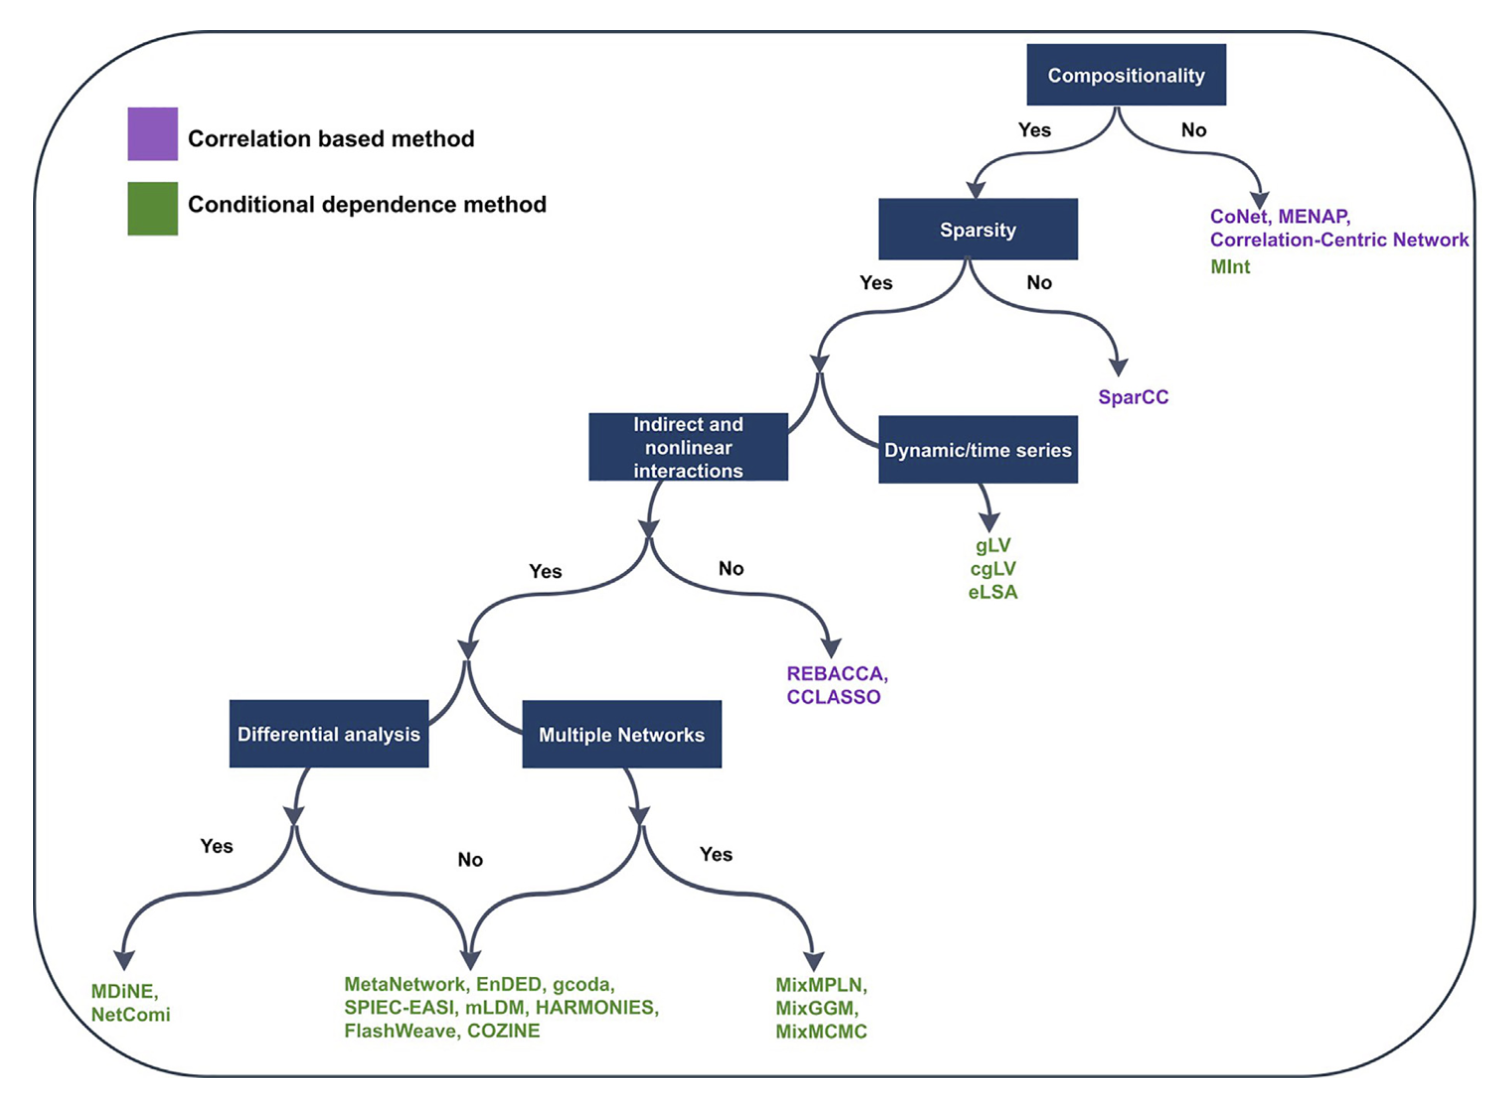 Compositionality
Correlation based method
Conditional dependence method
Yes
No
CoNet, MENAP,
Correlation-Centric Network
MInt
Sparsity
Yes
No
SparCC
Indirect and
nonlinear
interactions
Dynamic/time series
gLV
cgLV
eLSA
Yes
No
REBACCA,
CCLASSO
Differential analysis
Multiple Networks
Yes
No
Yes
MDiNE,
NetComi
MetaNetwork, EnDED, gcoda,
SPIEC-EASI, mLDM, HARMONIES,
FlashWeave, COZINE
MixMPLN,
MixGGM,
MixMCMC